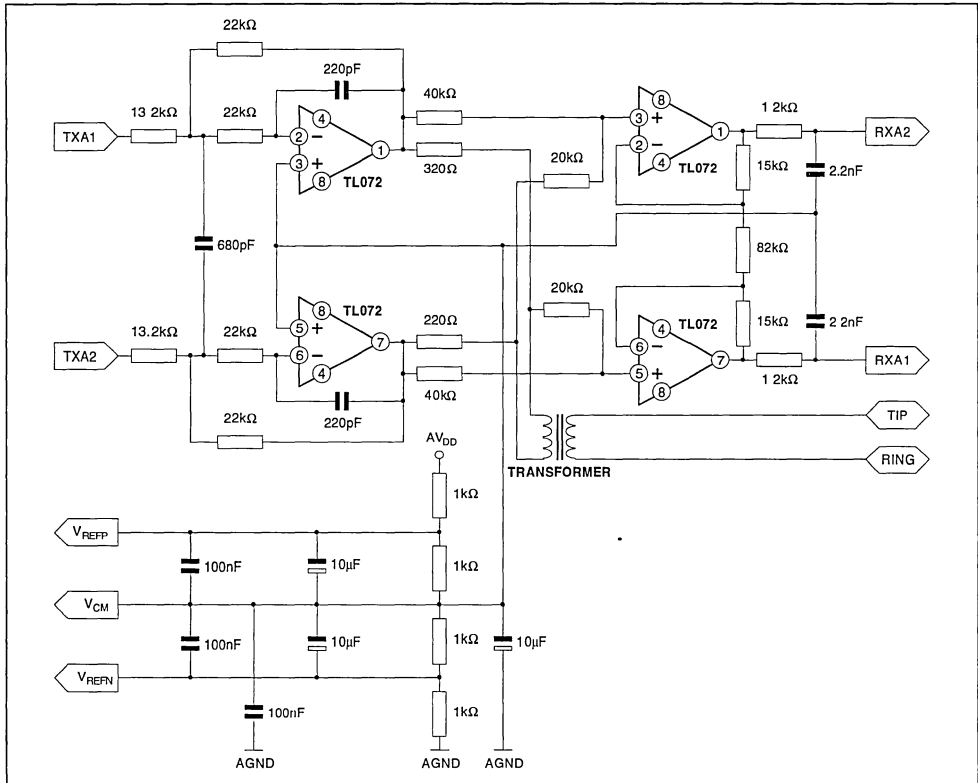 22kΩ
220pF
40kΩ
13 2kΩ
22kΩ
4
8
TXA1
2 −
1
3 +
1
1 2kΩ
RXA2
3 +
2 −
8
TL072
320Ω
20kΩ
4
TL072
15kΩ
2.2nF
680pF
82kΩ
TL072
20kΩ
TL072
13.2kΩ
22kΩ
8
5 +
220Ω
4
15kΩ
2 2nF
TXA2
6 −
7
6 −
7
RXA1
4
5 +
1 2kΩ
220pF
40kΩ
8
22kΩ
TIP
AVDD
RING
TRANSFORMER
1kΩ
VREFP
100nF
10µF
1kΩ
VCM
100nF
10µF
1kΩ
10µF
VREFN
100nF
1kΩ
AGND
AGND
AGND